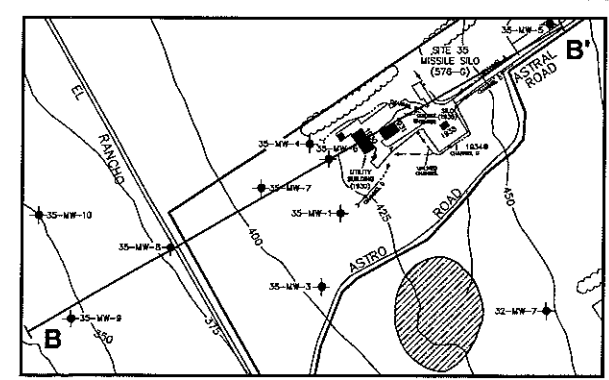 35-MW-5
B'
SITE 35
MISSILE SILO
(576-G)
ASTRAL
ROAD
EL
RANCHO
SILO
35-MW-4
35-MW-6
35-MW-7
UTILITY
BUILDING
(1930)
35-MW-1
35-MW-10
35-MW-8
35-MW-3
35-MW-9
32-MW-7
ASTRO
ROAD
350
375
400
425
450
B